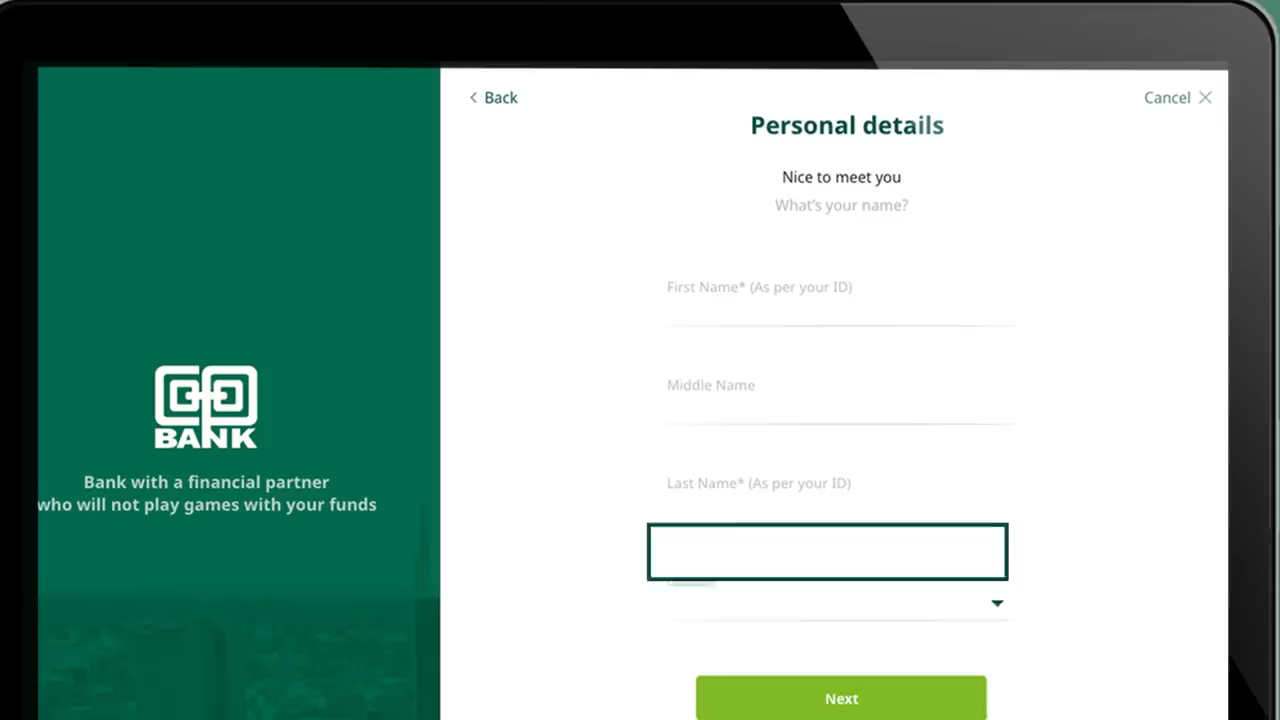 Back
Cancel
Personal details
Nice to meet you
What's your name?
First Name* (As per your ID)
Middle Name
Last Name* (As per your ID)
Next
BANK
Bank with a financial partner
who will not play games with your funds